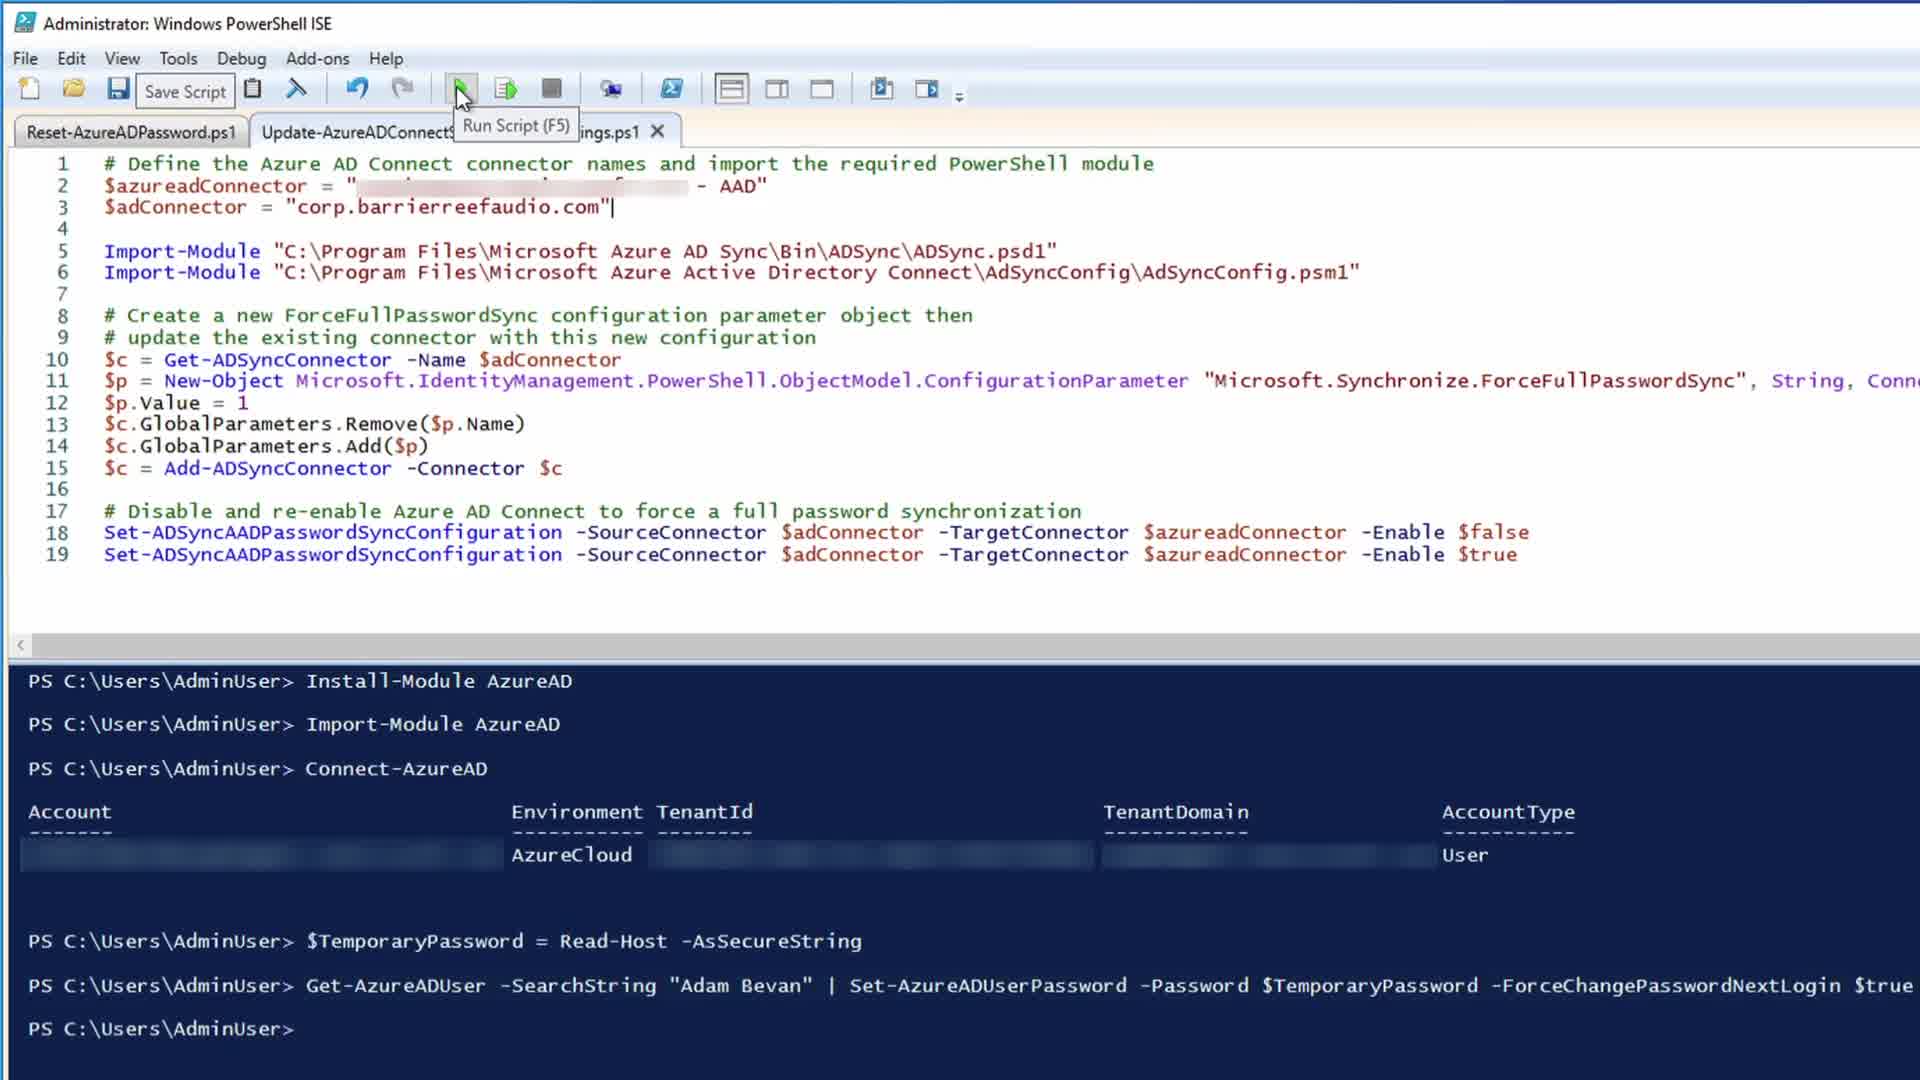 Administrator: Windows PowerShell ISE
File Edit View Tools Debug Add-ons Help
Save Script
Run Script (F5)
Reset-AzureADPassword.ps1 Update-AzureADConnectS ings.ps1
1 # Define the Azure AD Connect connector names and import the required PowerShell module
2 $azureadConnector = " - AAD"
3 $adConnector = "corp.barrierreefaudio.com"
4
5 Import-Module "C:\Program Files\Microsoft Azure AD Sync\Bin\ADSync\ADSync.psd1"
6 Import-Module "C:\Program Files\Microsoft Azure Active Directory Connect\AdSyncConfig\AdSyncConfig.psm1"
7
8 # Create a new ForceFullPasswordSync configuration parameter object then
9 # update the existing connector with this new configuration
10 $c = Get-ADSyncConnector -Name $adConnector
11 $p = New-Object Microsoft.IdentityManagement.PowerShell.ObjectModel.ConfigurationParameter "Microsoft.Synchronize.ForceFullPasswordSync", String, Conn
12 $p.Value = 1
13 $c.GlobalParameters.Remove($p.Name)
14 $c.GlobalParameters.Add($p)
15 $c = Add-ADSyncConnector -Connector $c
16
17 # Disable and re-enable Azure AD Connect to force a full password synchronization
18 Set-ADSyncAADPasswordSyncConfiguration -SourceConnector $adConnector -TargetConnector $azureadConnector -Enable $false
19 Set-ADSyncAADPasswordSyncConfiguration -SourceConnector $adConnector -TargetConnector $azureadConnector -Enable $true
PS C:\Users\AdminUser> Install-Module AzureAD
PS C:\Users\AdminUser> Import-Module AzureAD
PS C:\Users\AdminUser> Connect-AzureAD
Account Environment TenantId TenantDomain AccountType
------- ----------- -------- ------------ -----------
AzureCloud User
PS C:\Users\AdminUser> $TemporaryPassword = Read-Host -AsSecureString
PS C:\Users\AdminUser> Get-AzureADUser -SearchString "Adam Bevan" | Set-AzureADUserPassword -Password $TemporaryPassword -ForceChangePasswordNextLogin $true
PS C:\Users\AdminUser>